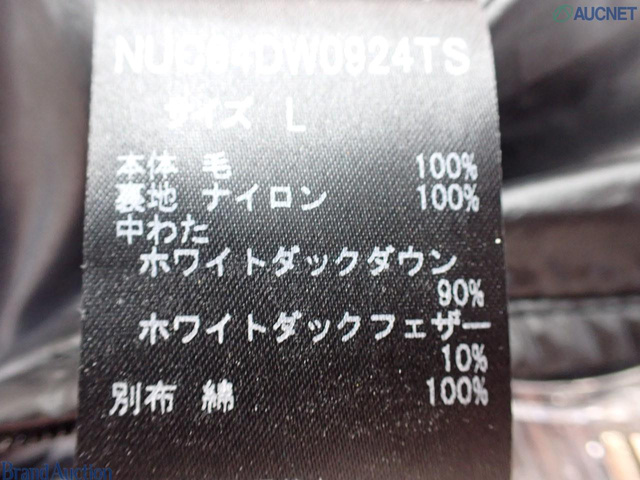 AUCNET
サイズ L
本体 毛 100%
裏地 ナイロン 100%
中わた
ホワイトダックダウン
90%
ホワイトダックフェザー
10%
別布 綿 100%
Brand Auction